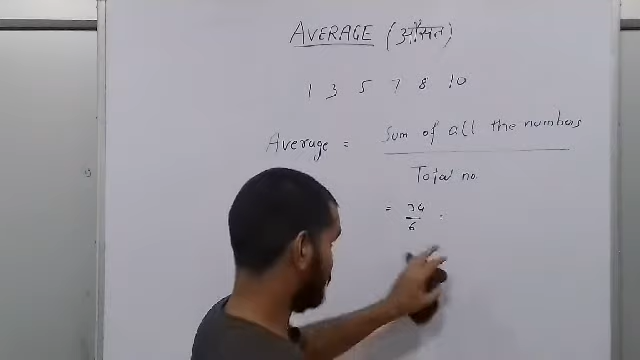 AVERAGE (औसत)
1 3 5 7 8 10
Average = Sum of all the numbers
Total no.
= 34
6